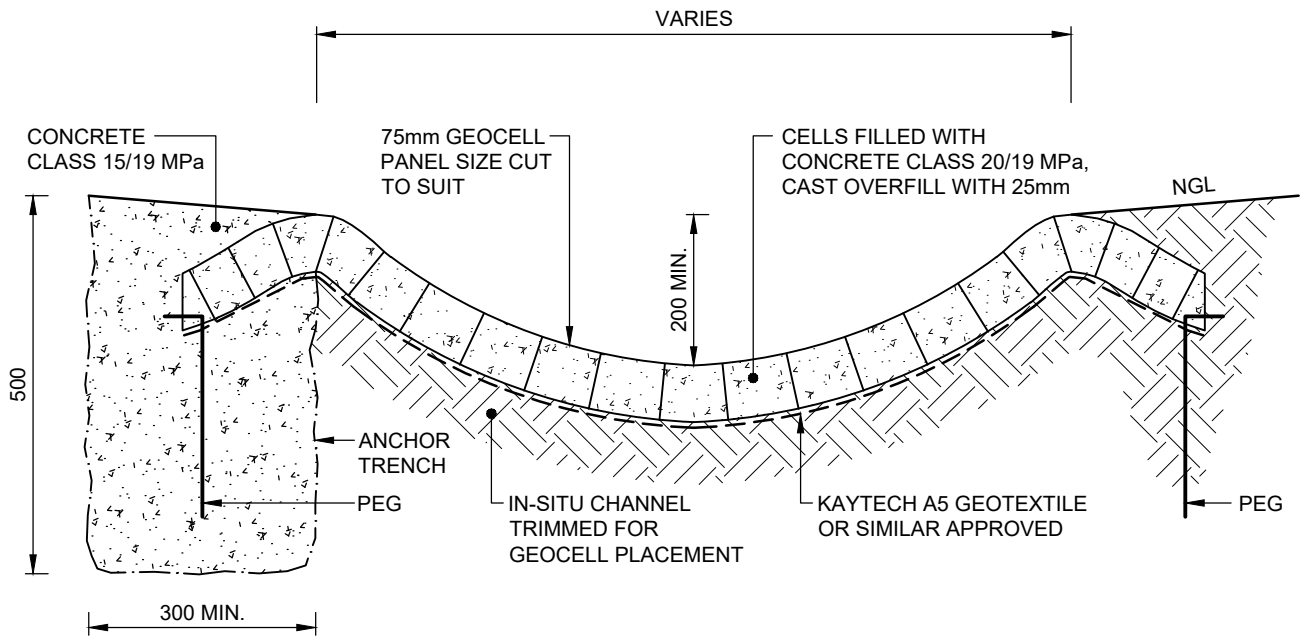 VARIES
CONCRETE
CLASS 15/19 MPa
75mm GEOCELL
PANEL SIZE CUT
TO SUIT
CELLS FILLED WITH
CONCRETE CLASS 20/19 MPa,
CAST OVERFILL WITH 25mm
NGL
200 MIN.
500
ANCHOR
TRENCH
PEG
IN-SITU CHANNEL
TRIMMED FOR
GEOCELL PLACEMENT
KAYTECH A5 GEOTEXTILE
OR SIMILAR APPROVED
PEG
300 MIN.